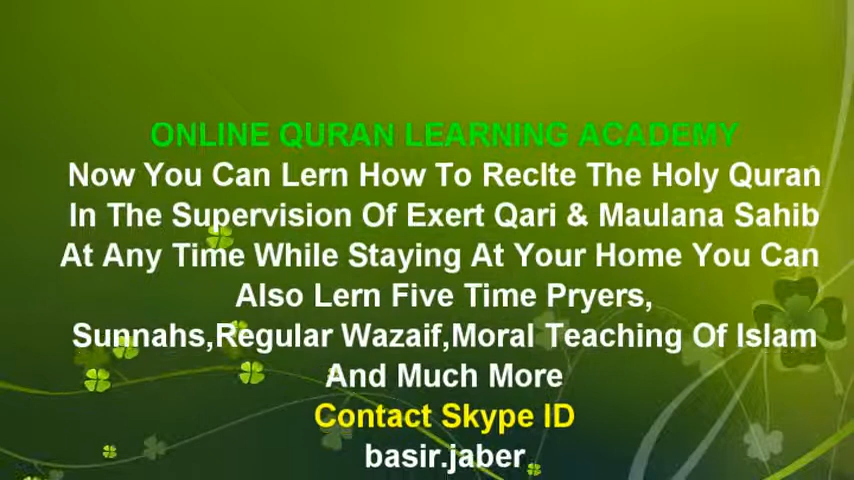 ONLINE QURAN LEARNING ACADEMY
Now You Can Lern How To RecIte The Holy Quran
In The Supervision Of Exert Qari & Maulana Sahib
At Any Time While Staying At Your Home You Can
Also Lern Five Time Pryers,
Sunnahs,Regular Wazaif,Moral Teaching Of Islam
And Much More
Contact Skype ID
basir.jaber